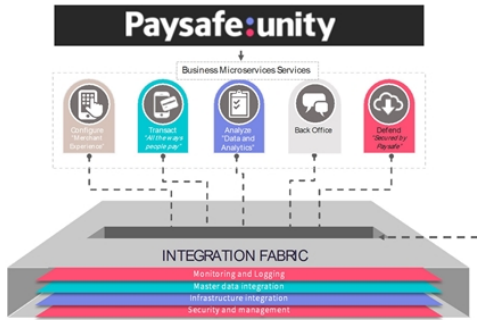 Paysafe:unity
Business Microservices Services
Configure
"Merchant
Experience"
Transact
"All the ways
people pay"
Analyze
"Data and
Analytics"
Back Office
Defend
"Secured by
Paysafe"
INTEGRATION FABRIC
Monitoring and Logging
Master data integration
Infrastructure integration
Security and management